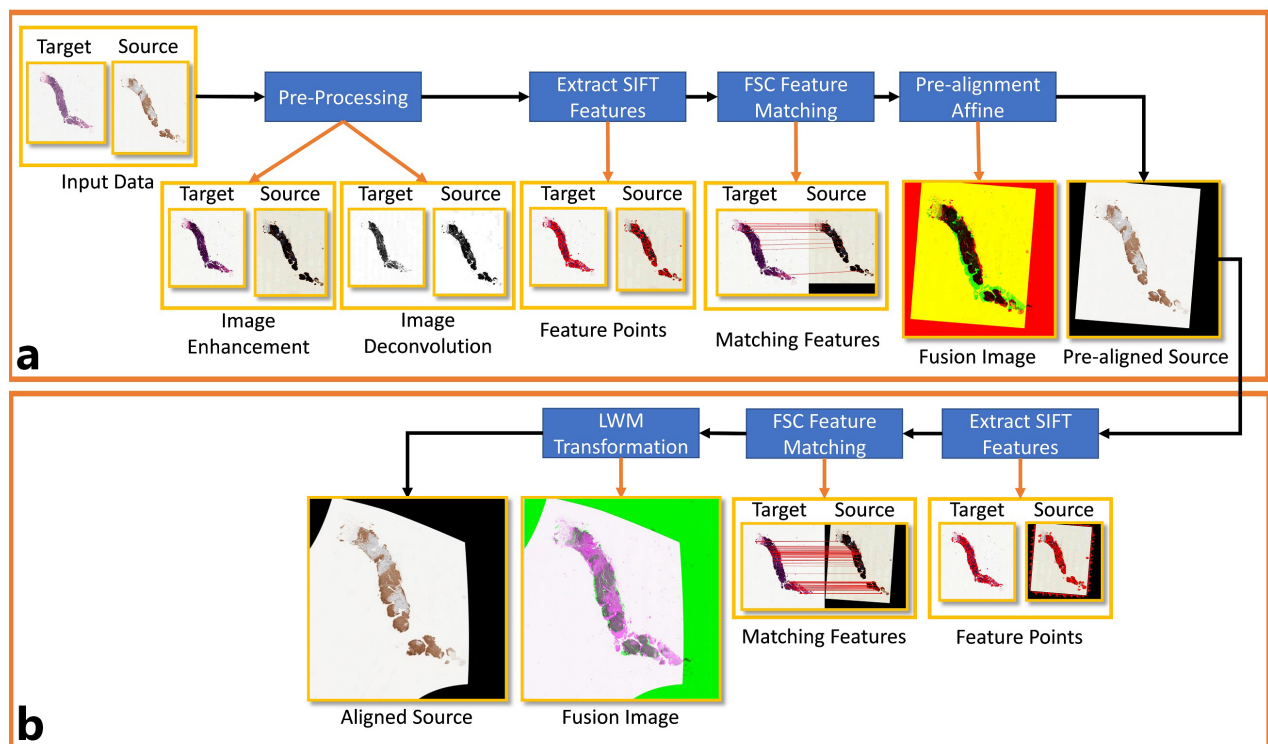 Target Source
Input Data
Pre-Processing
Extract SIFT
Features
FSC Feature
Matching
Pre-alignment
Affine
Target Source
Image
Enhancement
Target Source
Image
Deconvolution
Target Source
Feature Points
Target Source
Matching Features
Fusion Image
Pre-aligned Source
a
LWM
Transformation
FSC Feature
Matching
Extract SIFT
Features
Aligned Source
Fusion Image
Target Source
Matching Features
Target Source
Feature Points
b